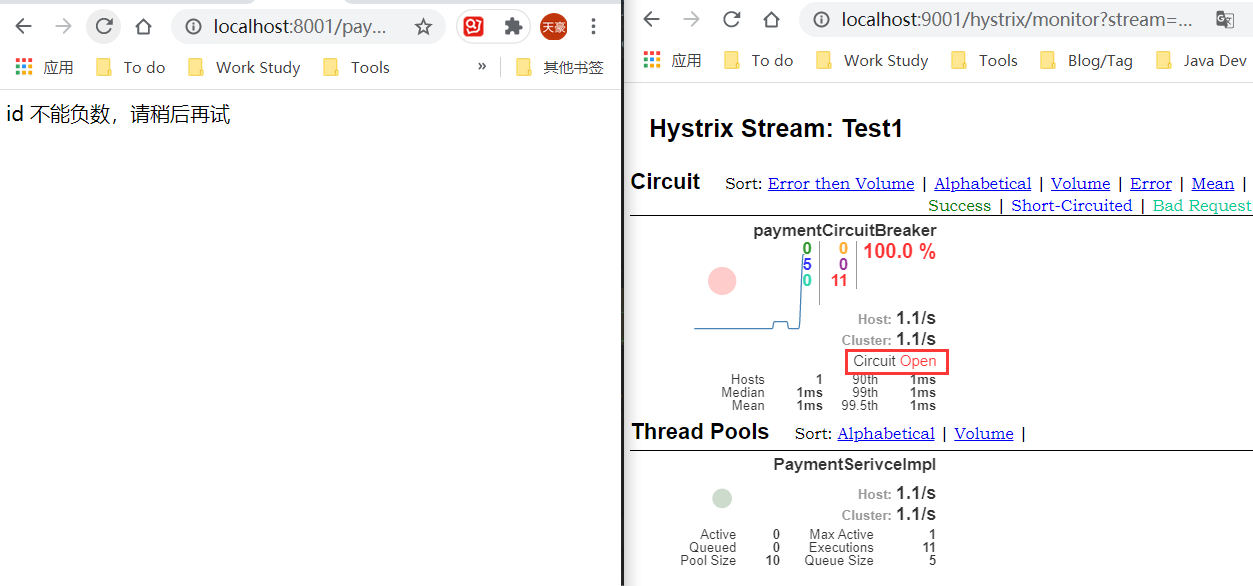 localhost:8001/pay...
天豪
应用 To do Work Study Tools » 其他书签
id 不能负数，请稍后再试
localhost:9001/hystrix/monitor?stream=...
应用 To do Work Study Tools Blog/Tag Java Dev
Hystrix Stream: Test1
Circuit Sort: Error then Volume | Alphabetical | Volume | Error | Mean |
Success | Short-Circuited | Bad Request
paymentCircuitBreaker
0 0 100.0 %
5 0
0 11
Host: 1.1/s
Cluster: 1.1/s
Circuit Open
Hosts 1 90th 1ms
Median 1ms 99th 1ms
Mean 1ms 99.5th 1ms
Thread Pools Sort: Alphabetical | Volume |
PaymentSerivceImpl
Host: 1.1/s
Cluster: 1.1/s
Active 0 Max Active 1
Queued 0 Executions 11
Pool Size 10 Queue Size 5